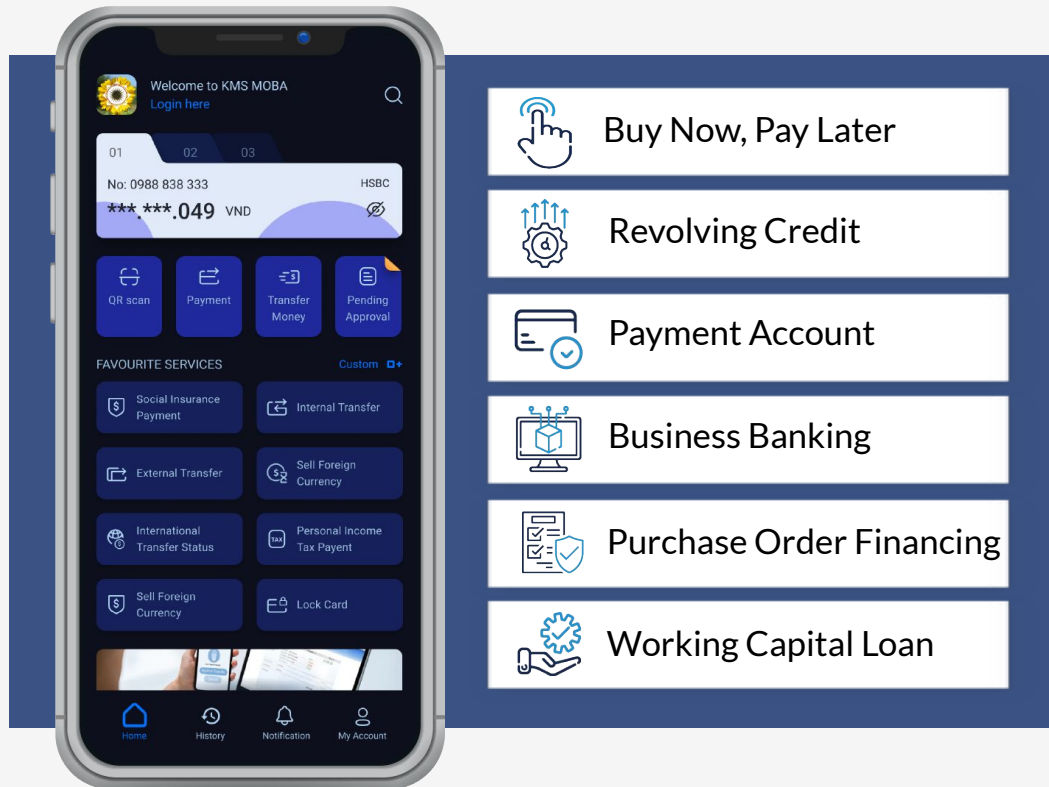 Welcome to KMS MOBA
Login here
01
02
03
No: 0988 838 333
HSBC
***.***.049 VND
QR scan
Payment
Transfer
Money
Pending
Approval
FAVOURITE SERVICES
Custom
Social Insurance
Payment
Internal Transfer
External Transfer
Sell Foreign
Currency
International
Transfer Status
TAX
Personal Income
Tax Payent
Sell Foreign
Currency
Lock Card
Home
History
Notification
My Account
Buy Now, Pay Later
Revolving Credit
Payment Account
Business Banking
Purchase Order Financing
Working Capital Loan